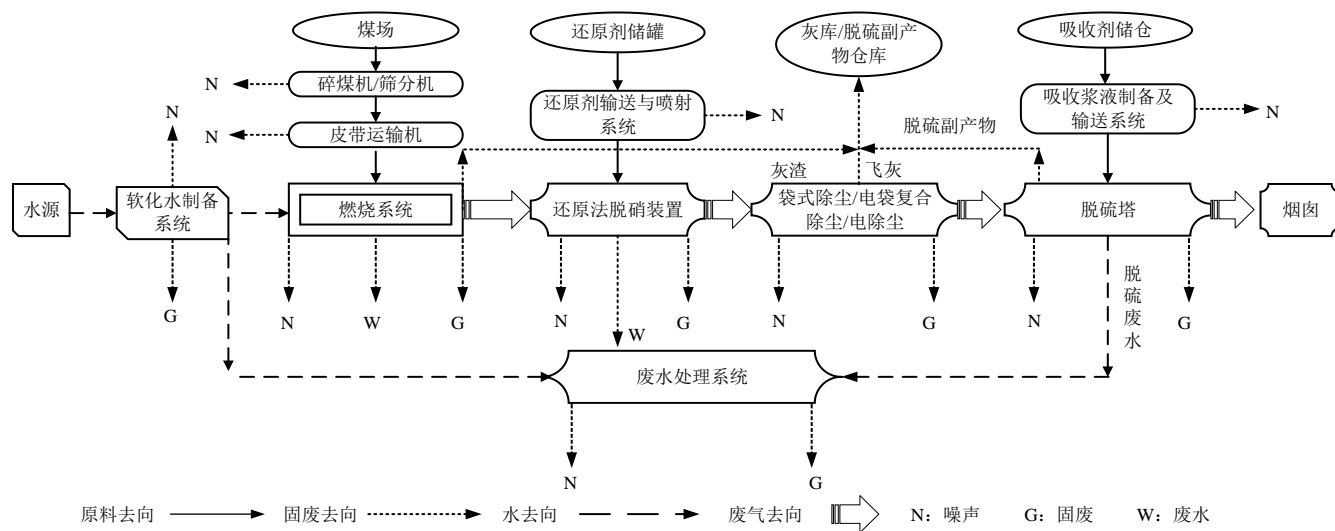 煤场
还原剂储罐
灰库/脱硫副产
物仓库
吸收剂储仓
N
碎煤机/筛分机
N
皮带运输机
N
还原剂输送与喷射
系统
N
吸收浆液制备及
输送系统
N
脱硫副产物
灰渣
飞灰
水源
软化水制备
系统
燃烧系统
还原法脱硝装置
袋式除尘/电袋复合
除尘/电除尘
脱硫塔
烟囱
G
N
W
G
N
W
G
N
G
N
脱硫废水
G
废水处理系统
N
G
原料去向
固废去向
水去向
废气去向
N：噪声
G：固废
W：废水